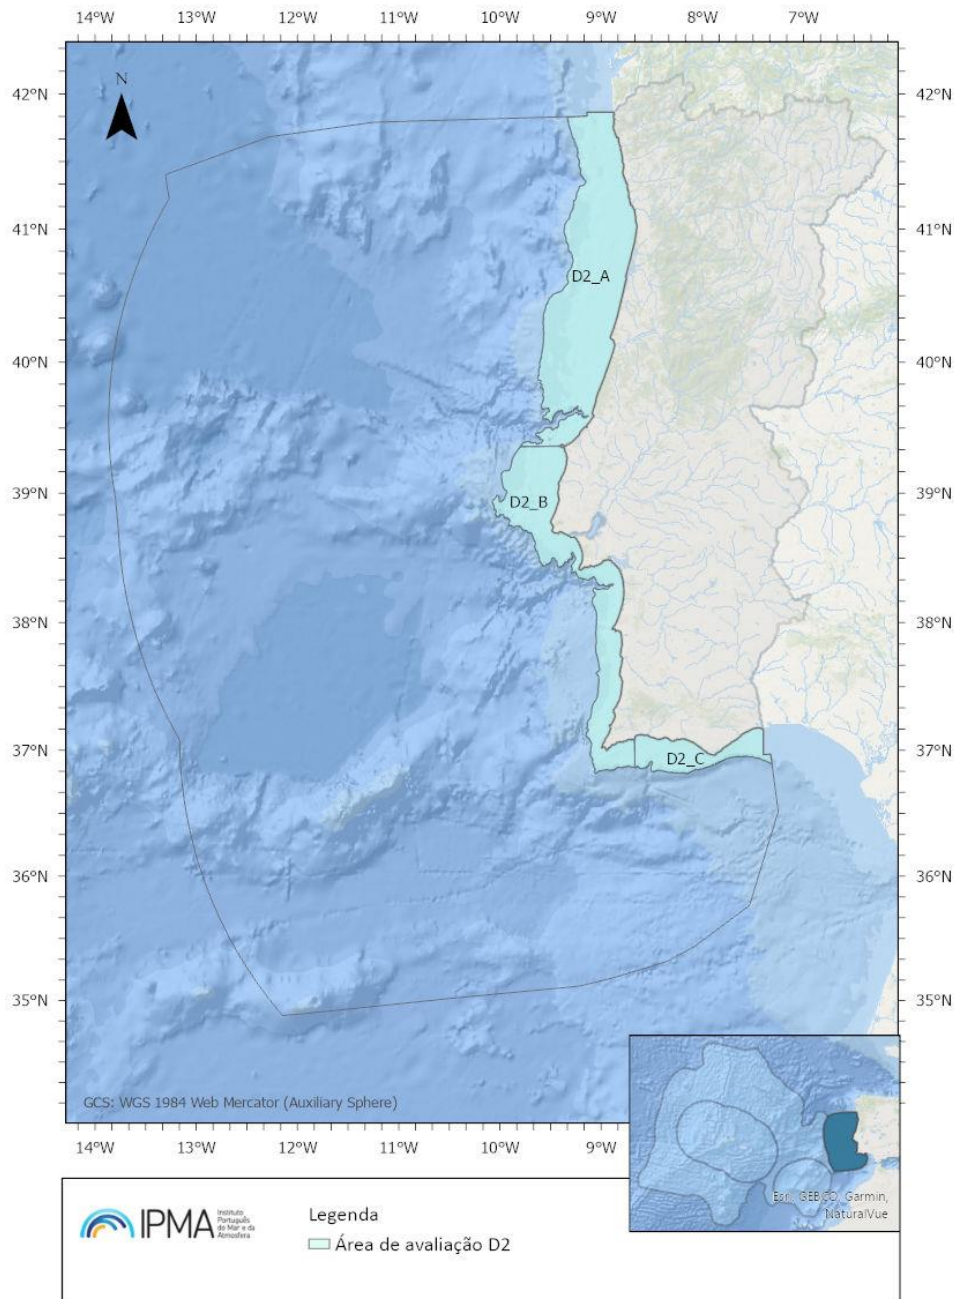 14°W 13°W 12°W 11°W 10°W 9°W 8°W 7°W
N
42°N 42°N
41°N 41°N
D2_A
40°N 40°N
39°N 39°N
D2_B
38°N 38°N
37°N 37°N
D2_C
36°N 36°N
35°N 35°N
GCS: WGS 1984 Web Mercator (Auxiliary Sphere)
14°W 13°W 12°W 11°W 10°W 9°W
Esri, GEBCO, Garmin,
NaturalVue
IPMA
Instituto
Português
do Mar e da
Atmosfera
Legenda
Área de avaliação D2